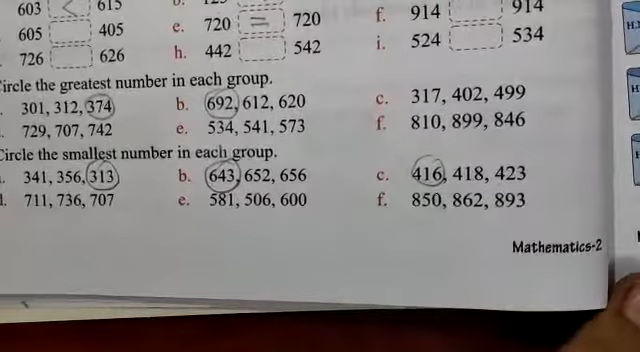 603 < 615
605 405 e. 720 = 720 f. 914 914
726 626 h. 442 542 i. 524 534
Circle the greatest number in each group.
301, 312, 374 b. 692, 612, 620 c. 317, 402, 499
729, 707, 742 e. 534, 541, 573 f. 810, 899, 846
Circle the smallest number in each group.
341, 356, 313 b. 643, 652, 656 c. 416, 418, 423
d. 711, 736, 707 e. 581, 506, 600 f. 850, 862, 893
Mathematics-2